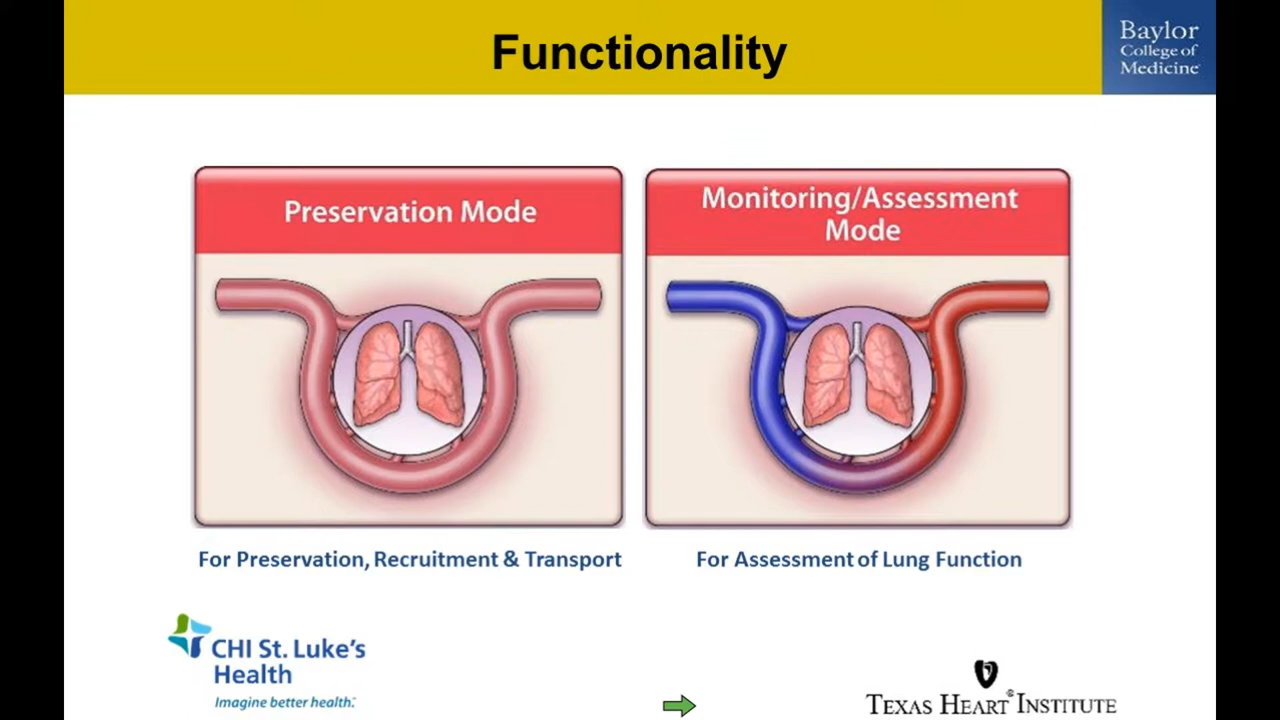 Functionality
Baylor
College of
Medicine
Preservation Mode
Monitoring/Assessment
Mode
For Preservation, Recruitment & Transport
For Assessment of Lung Function
CHI St. Luke's
Health
Imagine better health.™
TEXAS HEART® INSTITUTE